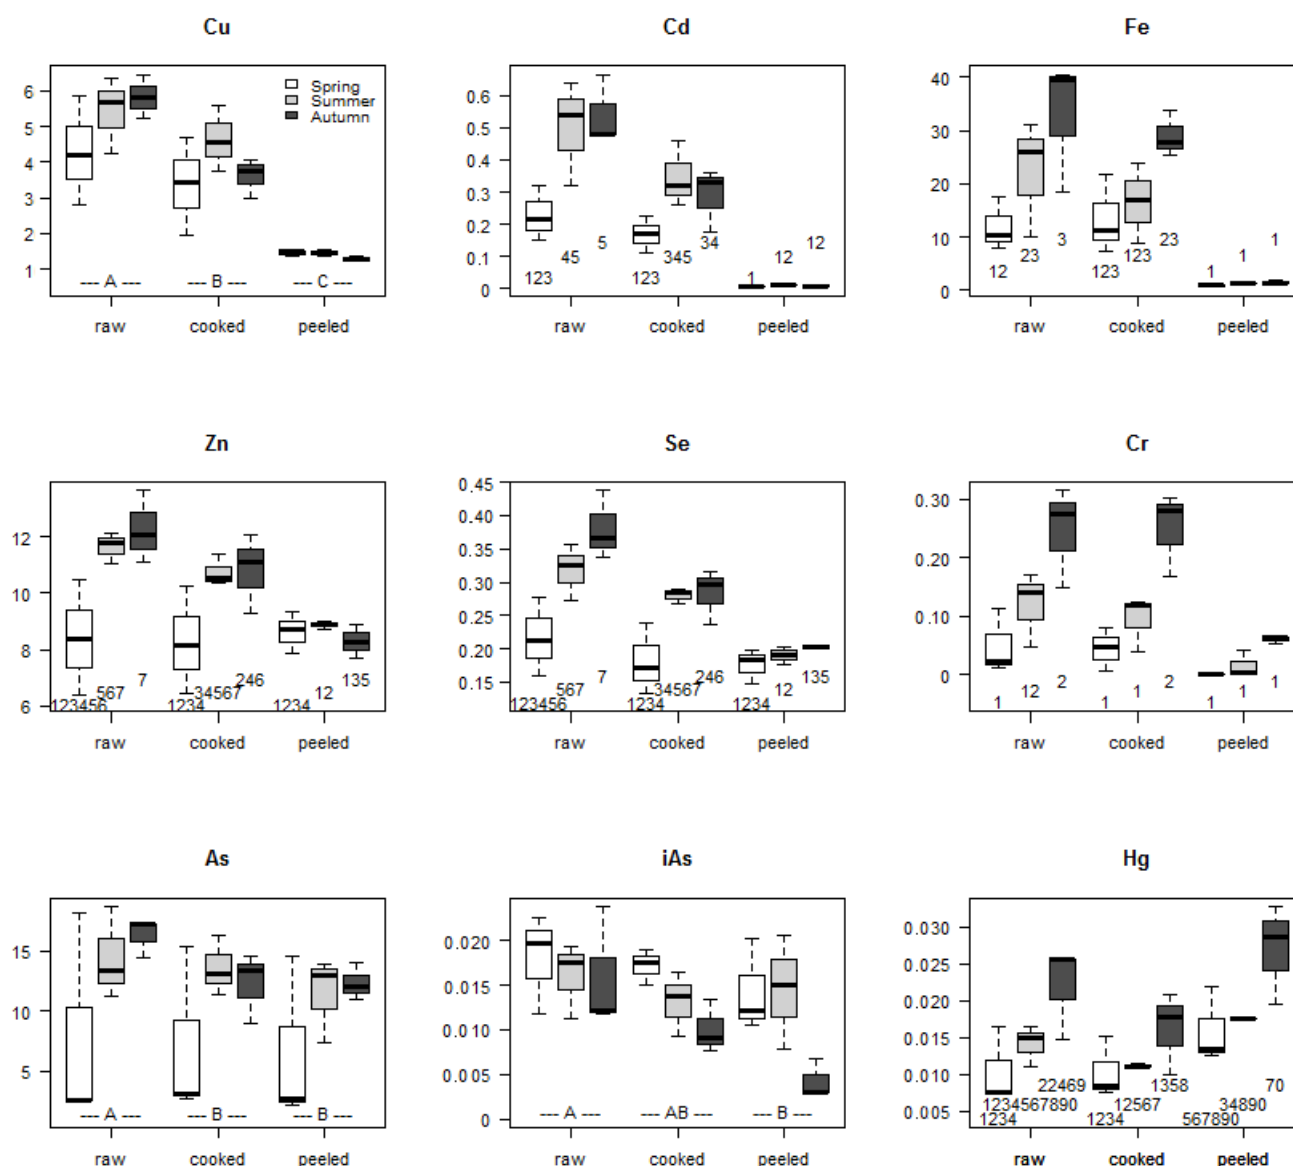 Cu
6
5
4
3
2
1
Spring
Summer
Autumn
--- A --- --- B --- --- C ---
raw cooked peeled
Cd
0.6
0.5
0.4
0.3
0.2
0.1
0
123 45 5 123 345 34 1 12 12
raw cooked peeled
Fe
40
30
20
10
0
12 23 3 123 123 23 1 1 1
raw cooked peeled
Zn
12
10
8
6
123456 567 7 1234 34567 246 1234 12 135
raw cooked peeled
Se
0.45
0.40
0.35
0.30
0.25
0.20
0.15
123456 567 7 1234 34567 246 1234 12 135
raw cooked peeled
Cr
0.30
0.20
0.10
0
1 12 2 1 1 2 1 1 1
raw cooked peeled
As
15
10
5
--- A --- --- B --- --- B ---
raw cooked peeled
iAs
0.020
0.015
0.010
0.005
0
--- A --- --- AB --- --- B ---
raw cooked peeled
Hg
0.030
0.025
0.020
0.015
0.010
0.005
1234 1234567890 22469 1234 12567 1358 567890 34890 70
raw cooked peeled